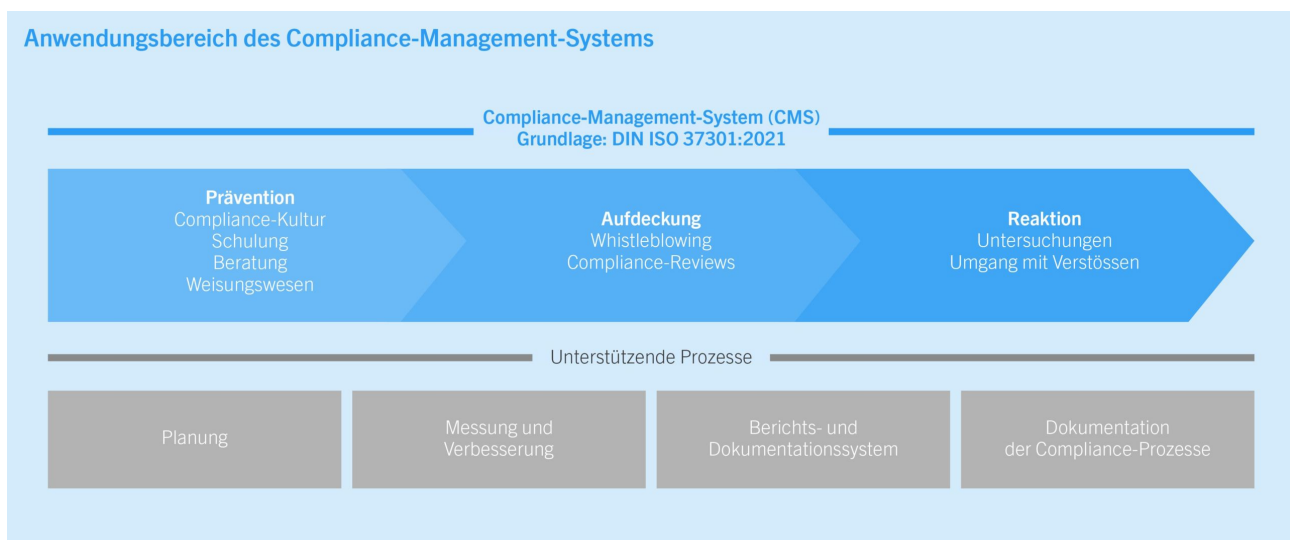 Anwendungsbereich des Compliance-Management-Systems
Compliance-Management-System (CMS)
Grundlage: DIN ISO 37301:2021
Prävention
Compliance-Kultur
Schulung
Beratung
Weisungswesen
Aufdeckung
Whistleblowing
Compliance-Reviews
Reaktion
Untersuchungen
Umgang mit Verstössen
Unterstützende Prozesse
Planung
Messung und
Verbesserung
Berichts- und
Dokumentationssystem
Dokumentation
der Compliance-Prozesse